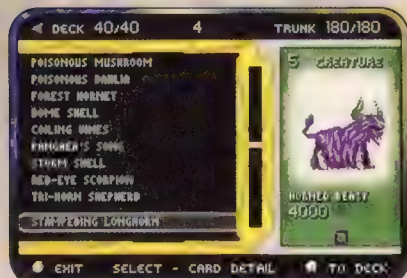 ◄ DECK 40/40 4 TRUNK 180/180
POISONOUS MUSHROOM
POISONOUS DAHLIA
FOREST HORNET
DOME SHELL
COILING VINES
PANGAEA'S SONG
STORM SHELL
RED-EYE SCORPION
TRI-HORN SHEPHERD
STAMPEDING LONGHORN
5 CREATURE
HORNED BEAST
4000
EXIT SELECT - CARD DETAIL TO DECK